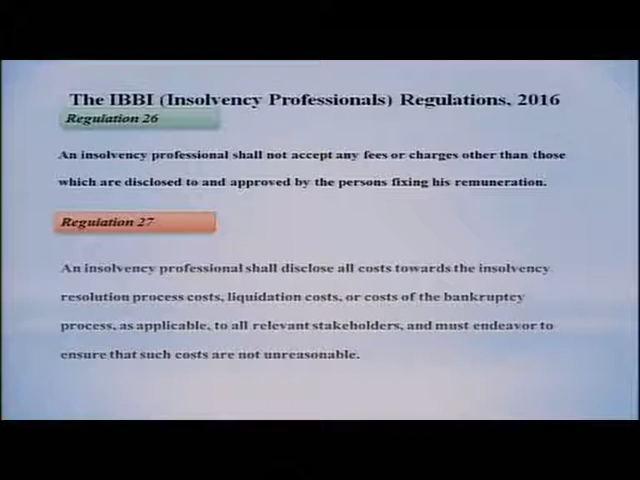 The IBBI (Insolvency Professionals) Regulations, 2016
Regulation 26
An insolvency professional shall not accept any fees or charges other than those
which are disclosed to and approved by the persons fixing his remuneration.
Regulation 27
An insolvency professional shall disclose all costs towards the insolvency
resolution process costs, liquidation costs, or costs of the bankruptcy
process, as applicable, to all relevant stakeholders, and must endeavor to
ensure that such costs are not unreasonable.